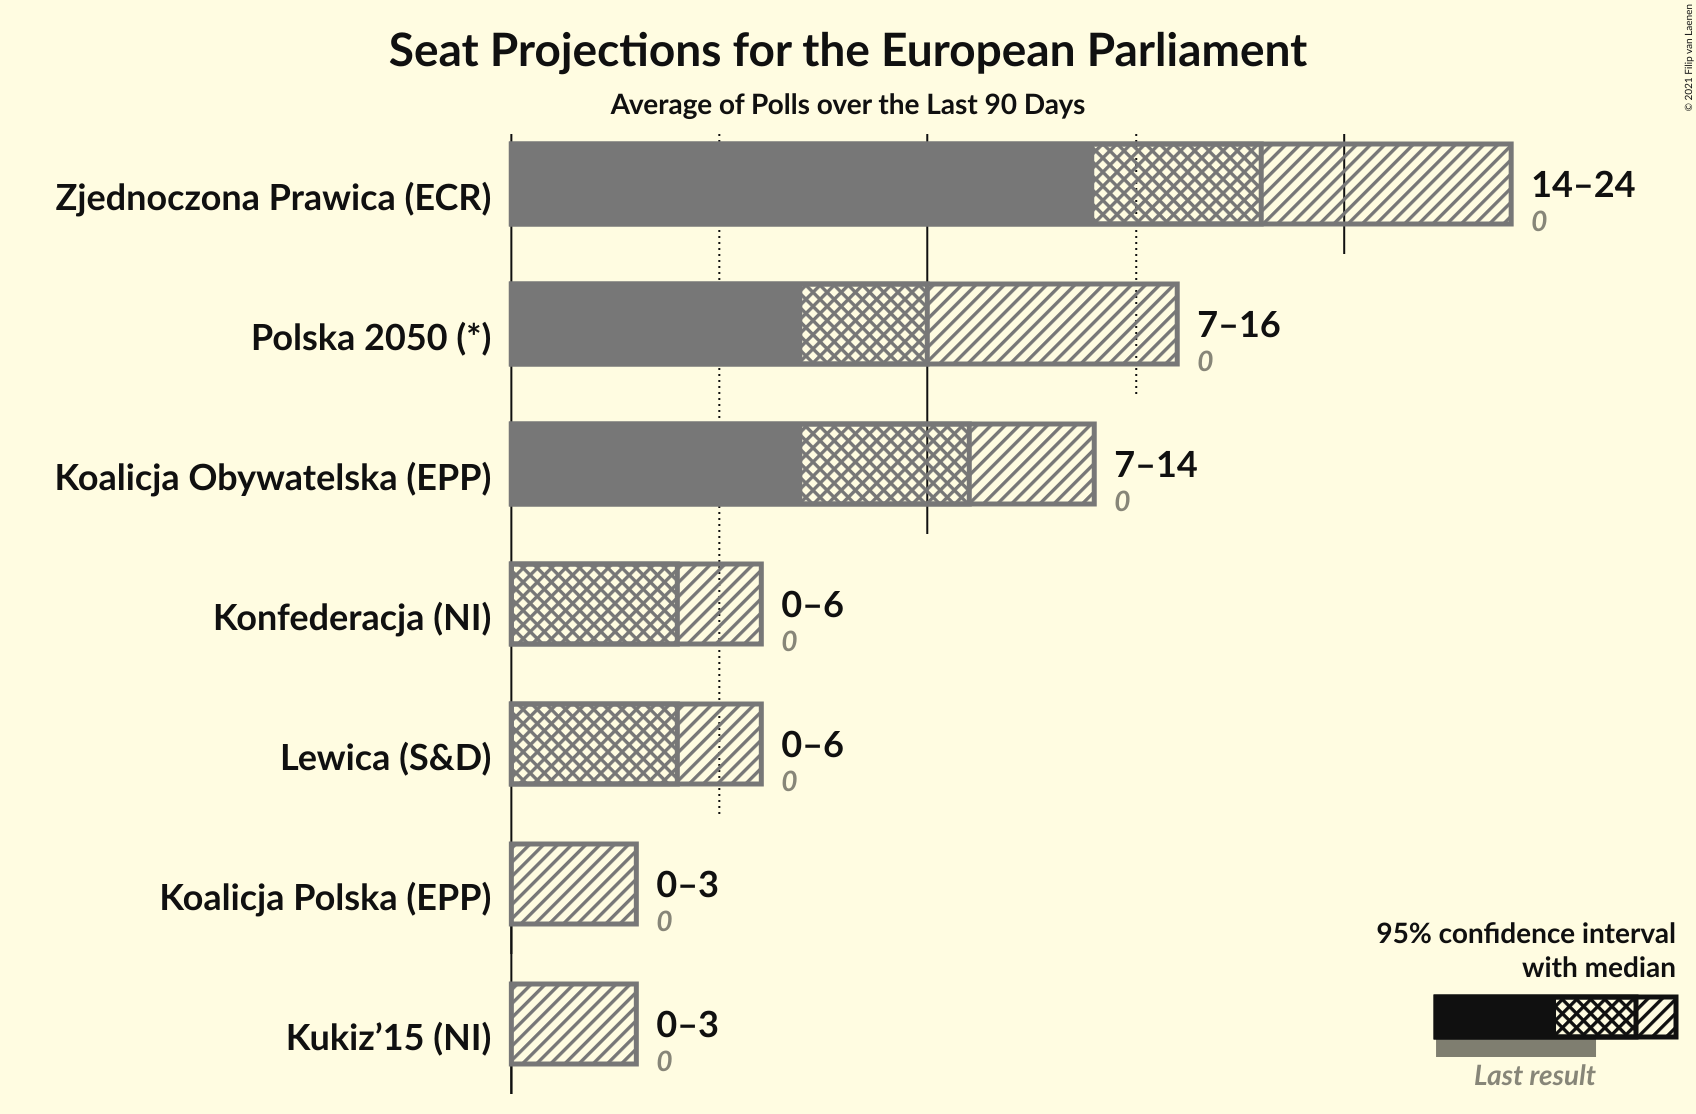 Seat Projections for the European Parliament
Average of Polls over the Last 90 Days
© 2021 Filip van Laenen
Zjednoczona Prawica (ECR)
14–24
0
Polska 2050 (*)
7–16
0
Koalicja Obywatelska (EPP)
7–14
0
Konfederacja (NI)
0–6
0
Lewica (S&D)
0–6
0
Koalicja Polska (EPP)
0–3
0
Kukiz’15 (NI)
0–3
0
95% confidence interval
with median
Last result